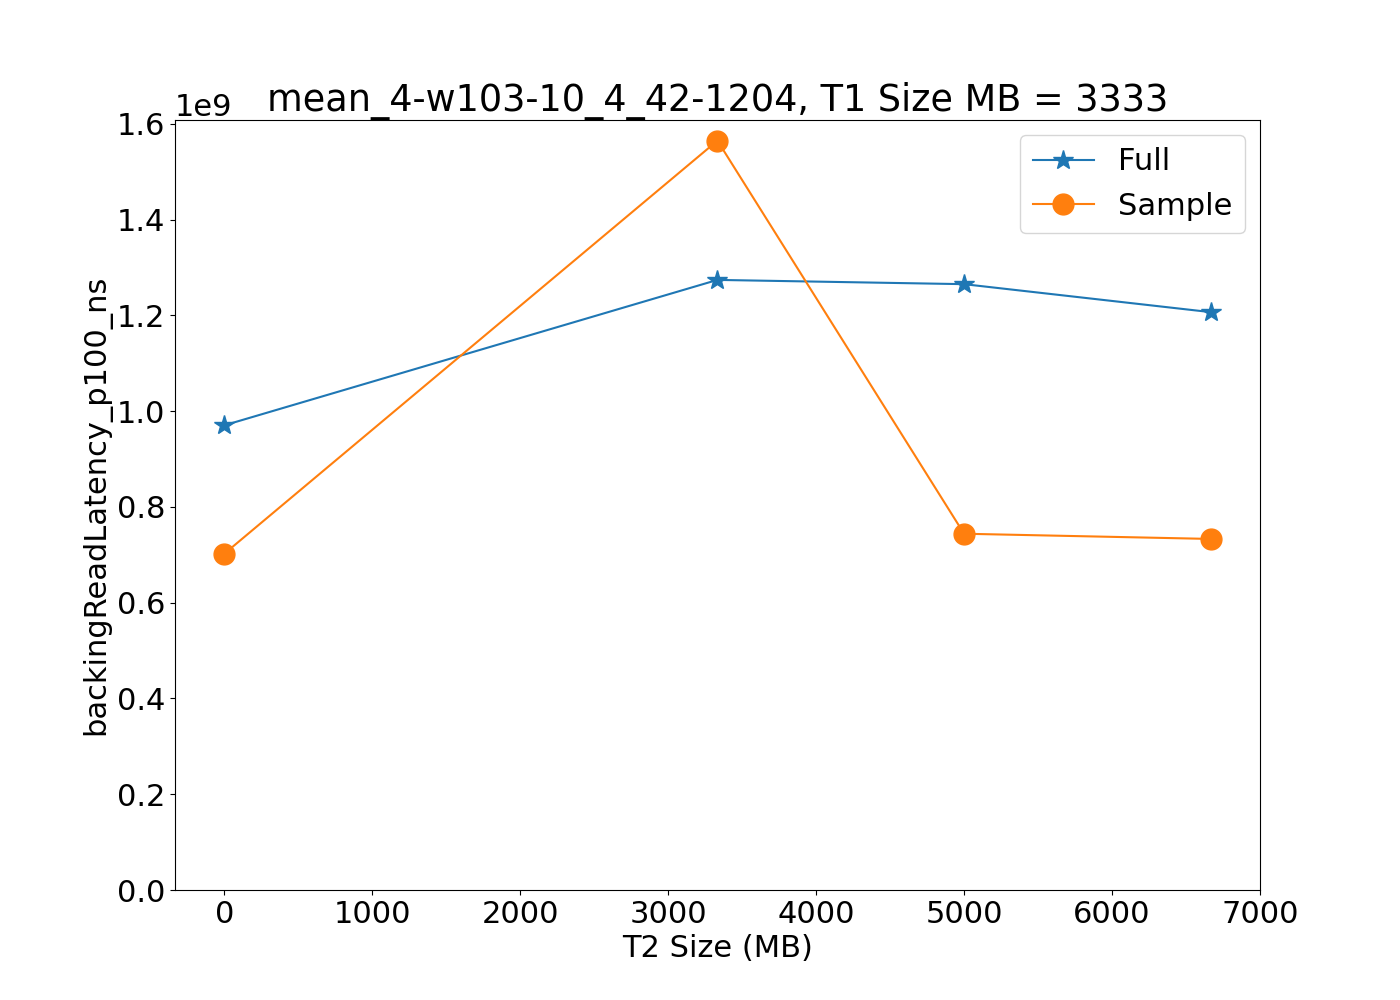 1e9
mean_4-w103-10_4_42-1204, T1 Size MB = 3333
Full
Sample
backingReadLatency_p100_ns
1.6
1.4
1.2
1.0
0.8
0.6
0.4
0.2
0.0
0 1000 2000 3000 4000 5000 6000 7000
T2 Size (MB)